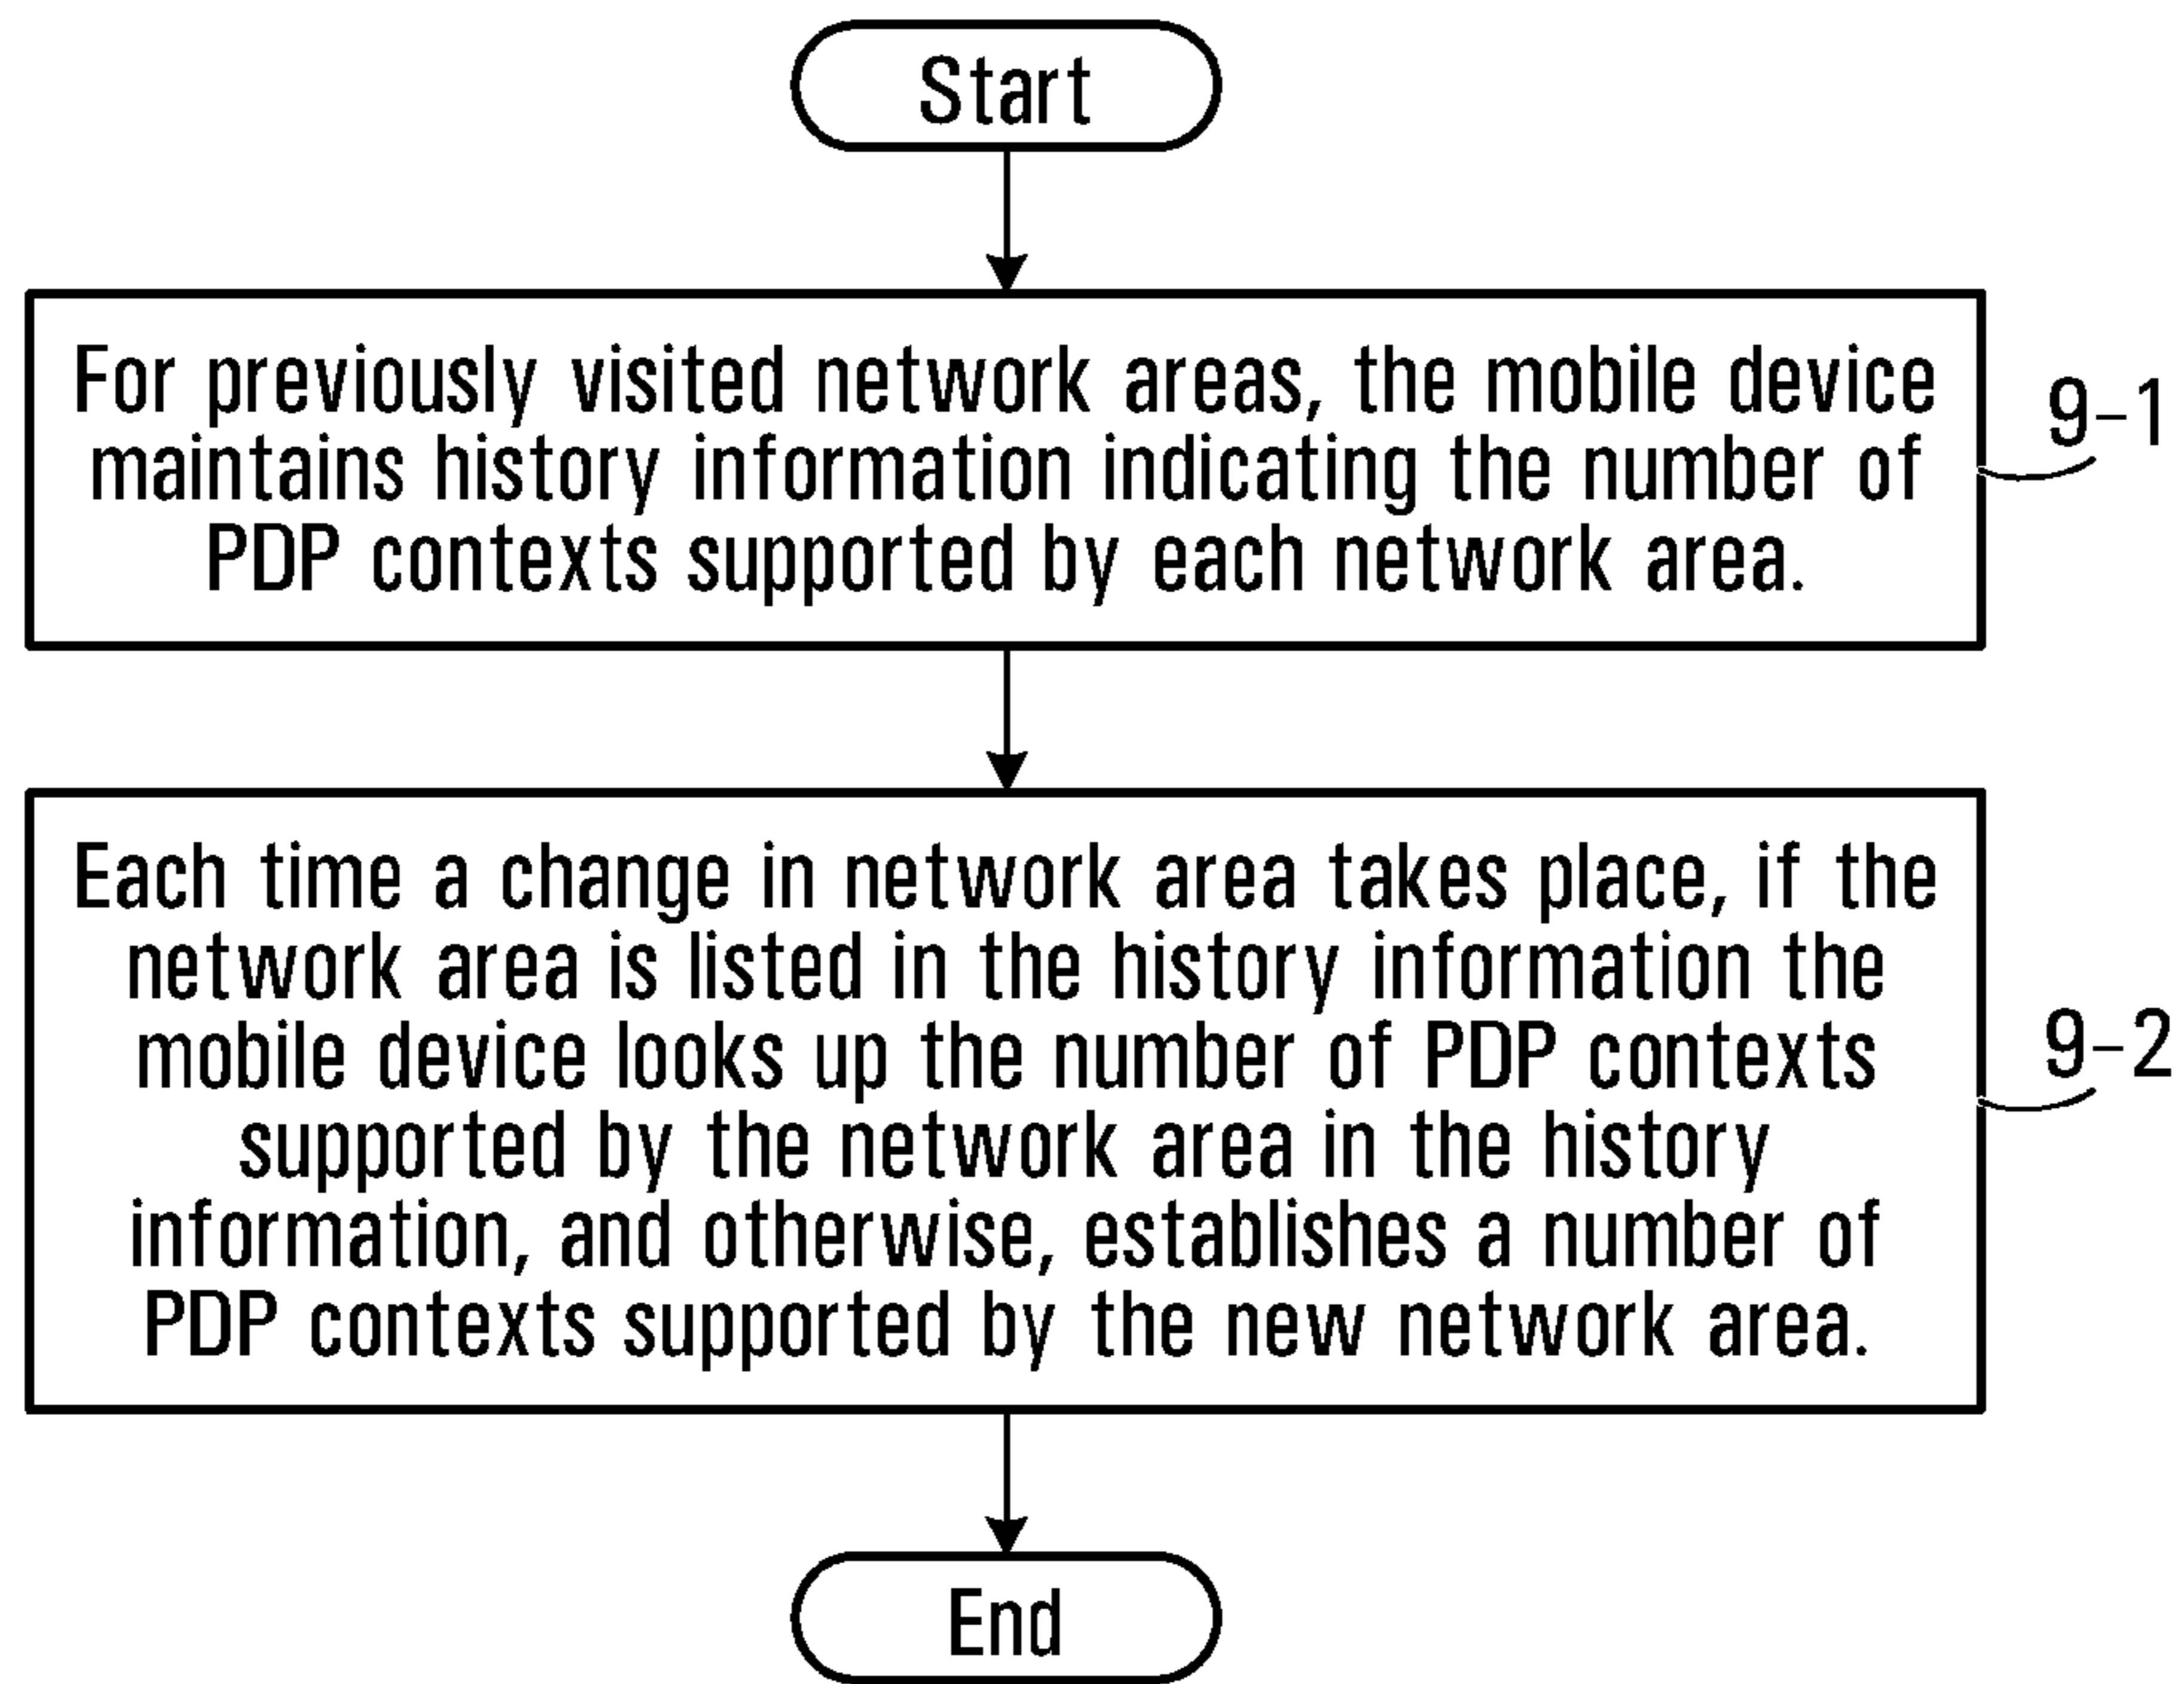 Start
For previously visited network areas, the mobile device
maintains history information indicating the number of
PDP contexts supported by each network area.
9-1
Each time a change in network area takes place, if the
network area is listed in the history information the
mobile device looks up the number of PDP contexts
supported by the network area in the history
information, and otherwise, establishes a number of
PDP contexts supported by the new network area.
9-2
End